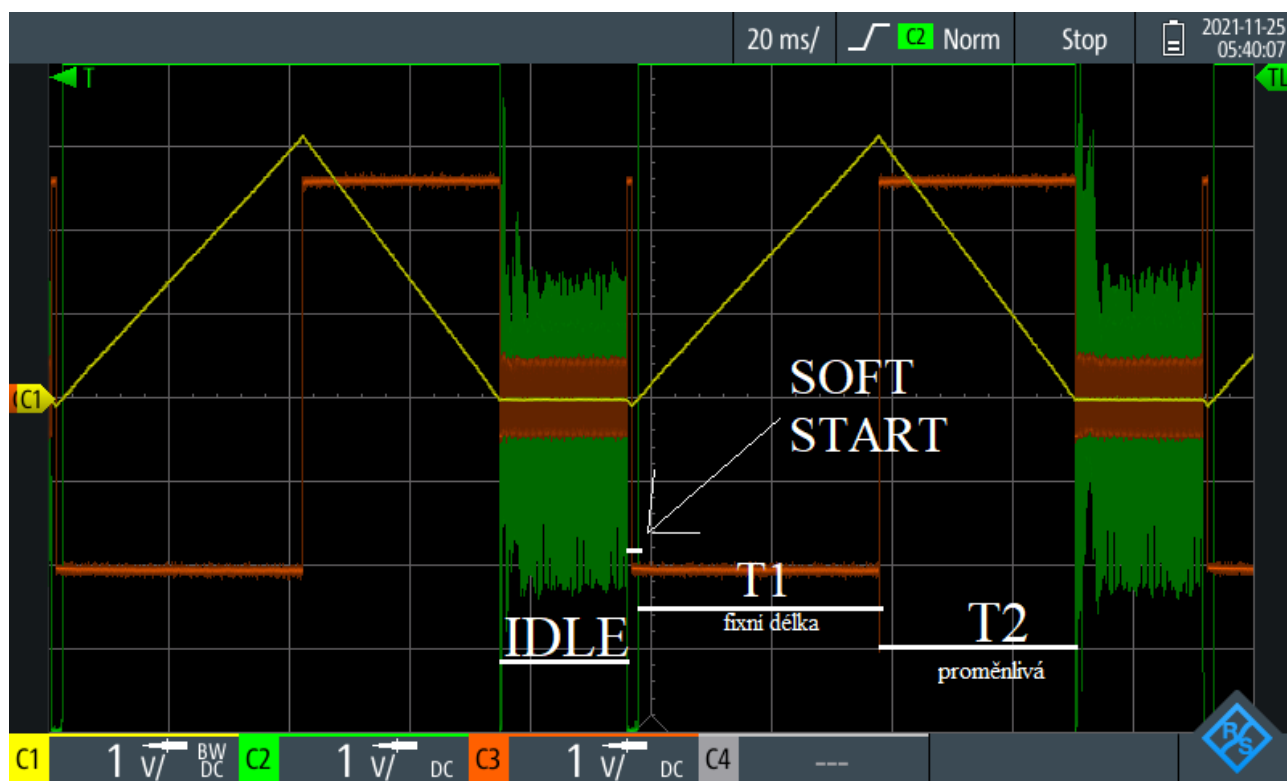 20 ms/ C2 Norm Stop 2021-11-25
05:40:07
T TL
C1
SOFT
START
T1
fixni délka
IDLE
T2
proměnlivá
R&S
C1 1 V/ BW DC C2 1 V/ DC C3 1 V/ DC C4 ---